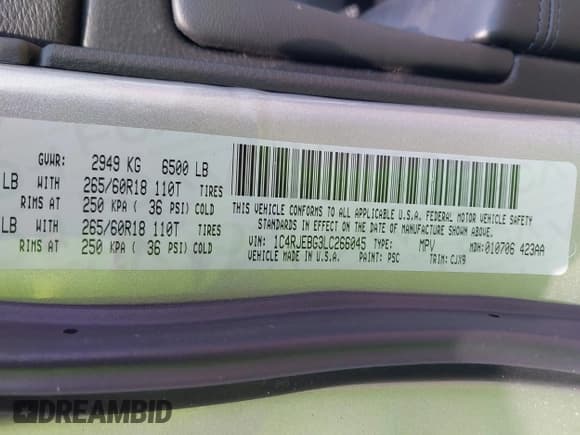 GVWR: 2949 KG 6500 LB
LB WITH 265/60R18 110T TIRES
RIMS AT 250 KPA ( 36 PSI) COLD
LB WITH 265/60R18 110T TIRES
RIMS AT 250 KPA ( 36 PSI) COLD
THIS VEHICLE CONFORMS TO ALL APPLICABLE U.S.A. FEDERAL MOTOR VEHICLE SAFETY
STANDARDS IN EFFECT ON THE DATE OF MANUFACTURE SHOWN ABOVE.
VIN: 1C4RJEBG3LC266045 TYPE: MPV MDH: 010706 423AA
VEHICLE MADE IN U.S.A. PAINT: PSC TRIM: CJX9
DREAMBID